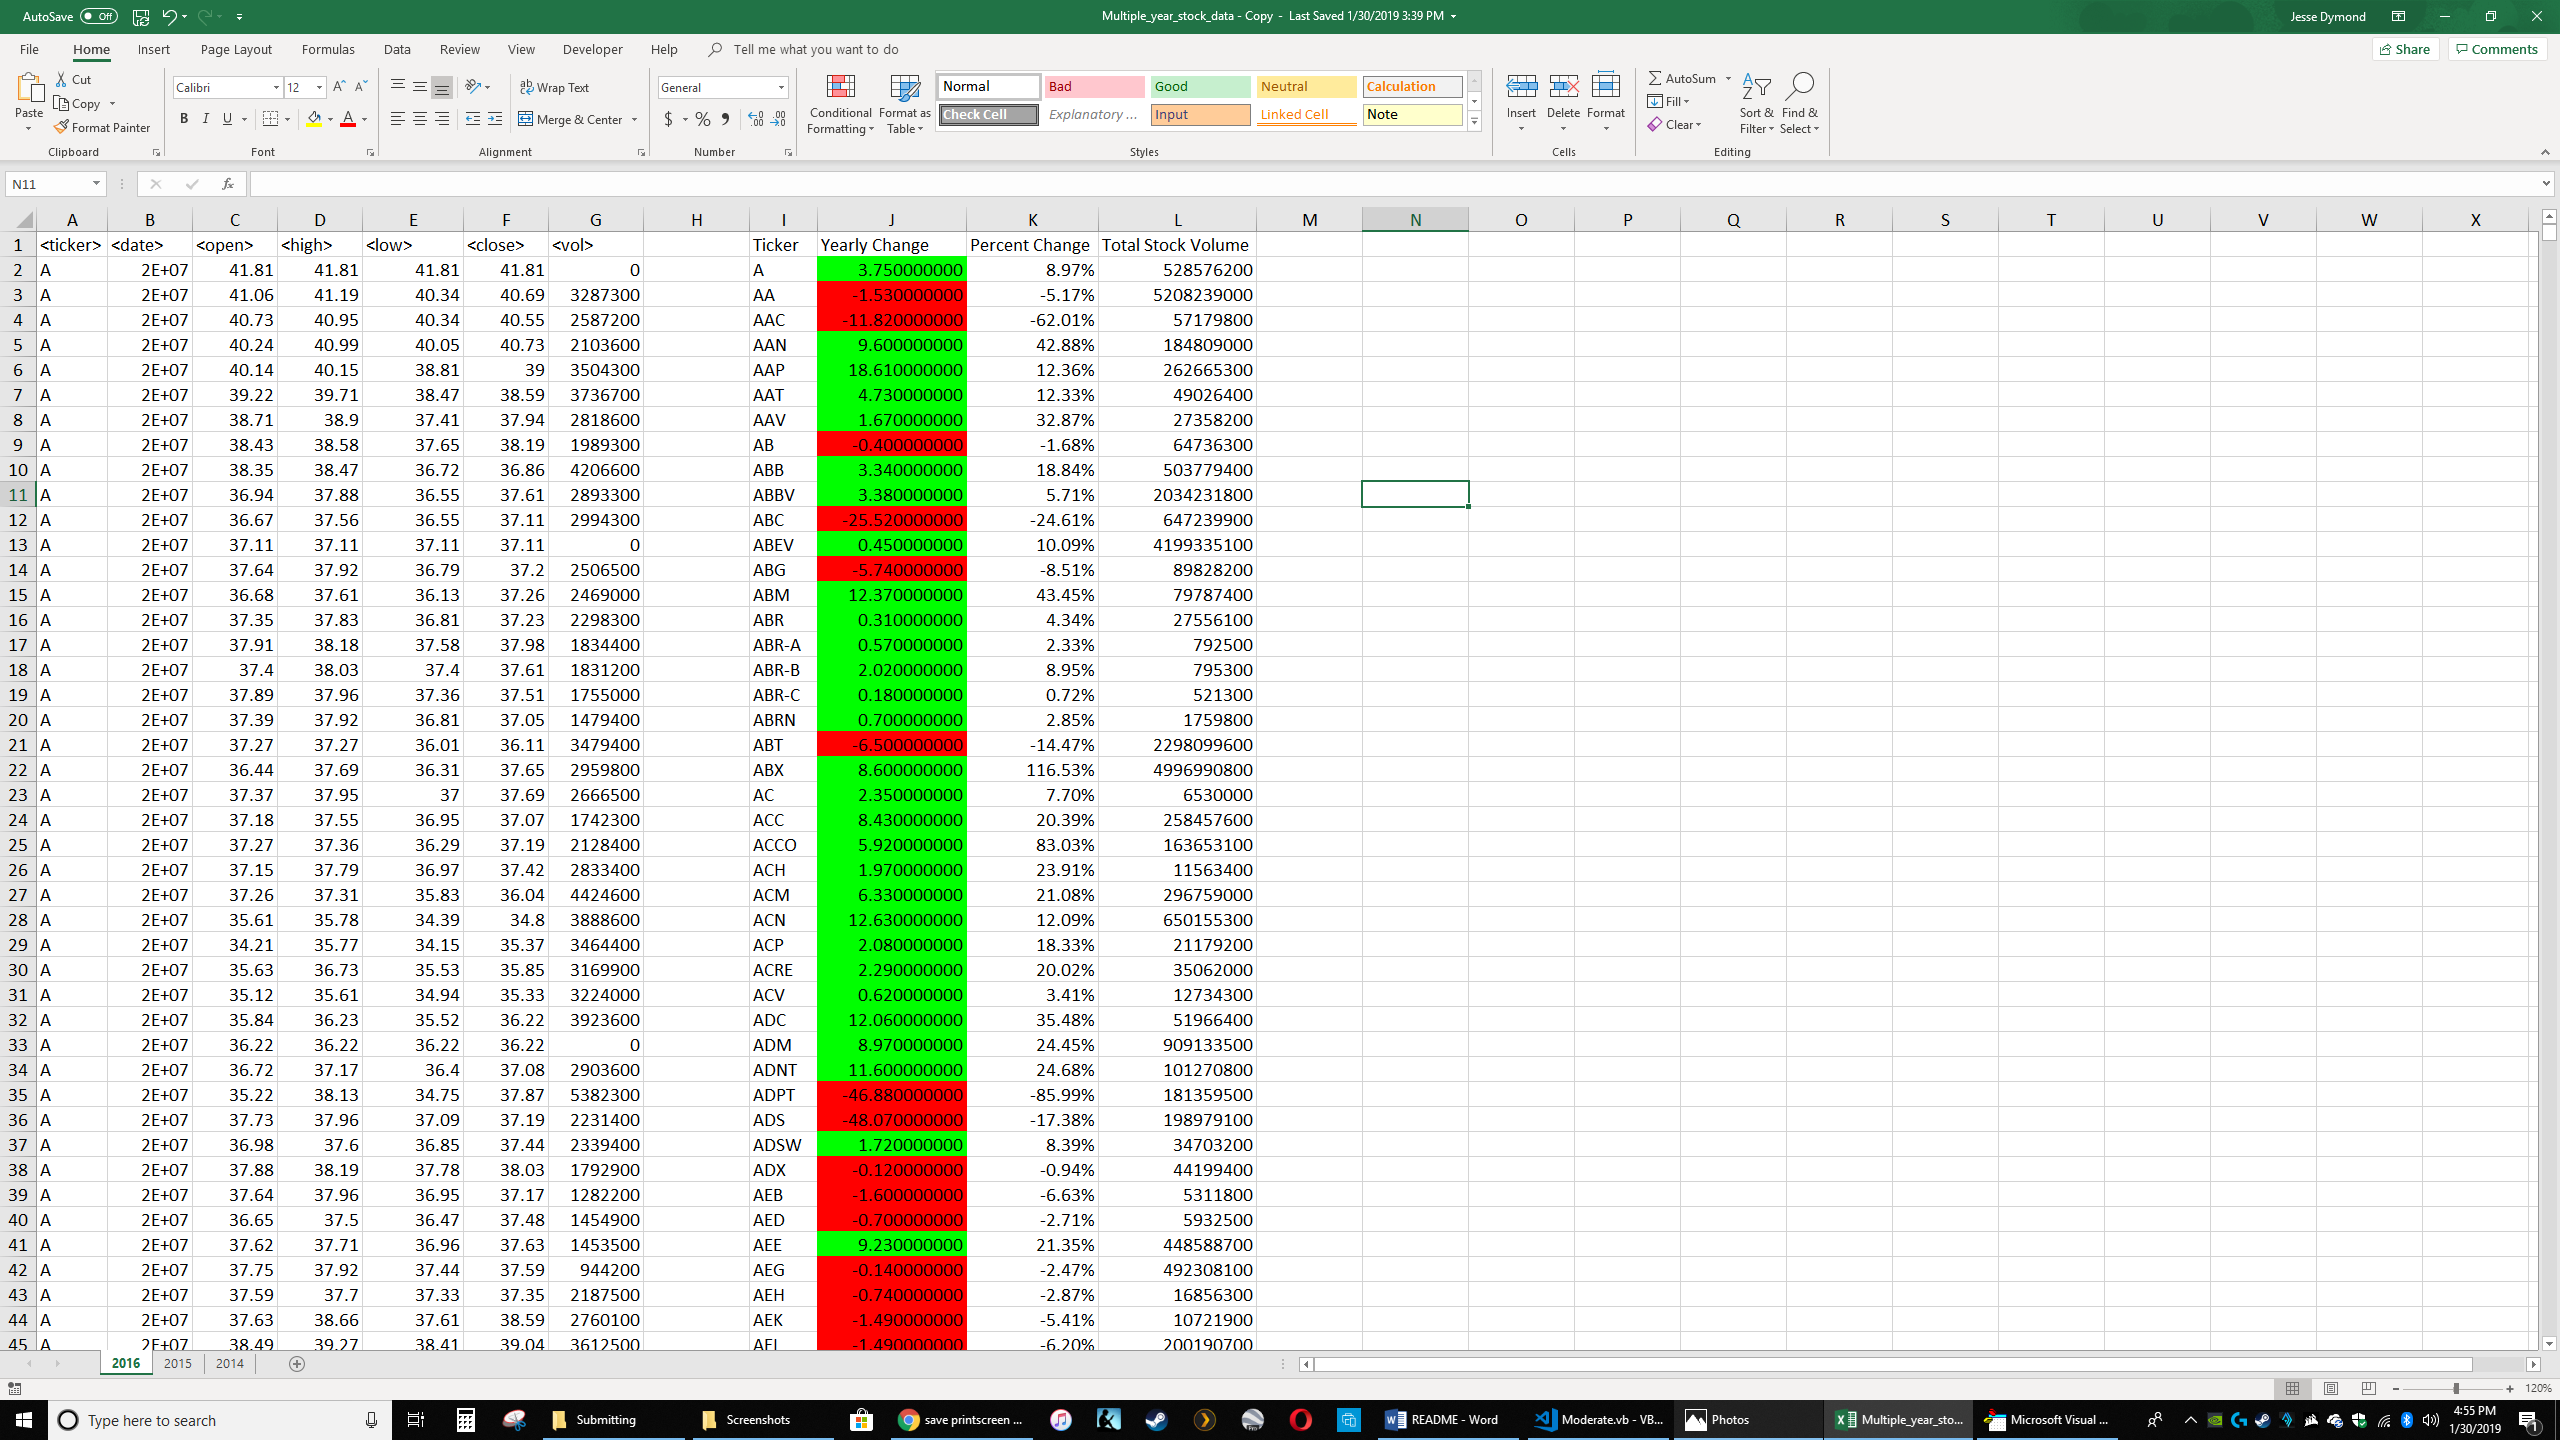 AutoSave Off Multiple_year_stock_data - Copy - Last Saved 1/30/2019 3:39 PM Jesse Dymond
File Home Insert Page Layout Formulas Data Review View Developer Help Tell me what you want to do Share Comments
Paste Cut Copy Format Painter Clipboard
Calibri 12 B I U Font
Wrap Text Merge & Center Alignment
General $ % Number
Conditional Formatting Format as Table
Normal Bad Good Neutral Calculation
Check Cell Explanatory ... Input Linked Cell Note
Styles
Insert Delete Format Cells
AutoSum Fill Clear Sort & Filter Find & Select Editing
N11 fx
A B C D E F G H I J K L M N O P Q R S T U V W X
1 <ticker> <date> <open> <high> <low> <close> <vol> Ticker Yearly Change Percent Change Total Stock Volume
2 A 2E+07 41.81 41.81 41.81 41.81 0 A 3.750000000 8.97% 528576200
3 A 2E+07 41.06 41.19 40.34 40.69 3287300 AA -1.530000000 -5.17% 5208239000
4 A 2E+07 40.73 40.95 40.34 40.55 2587200 AAC -11.820000000 -62.01% 57179800
5 A 2E+07 40.24 40.99 40.05 40.73 2103600 AAN 9.600000000 42.88% 184809000
6 A 2E+07 40.14 40.15 38.81 39 3504300 AAP 18.610000000 12.36% 262665300
7 A 2E+07 39.22 39.71 38.47 38.59 3736700 AAT 4.730000000 12.33% 49026400
8 A 2E+07 38.71 38.9 37.41 37.94 2818600 AAV 1.670000000 32.87% 27358200
9 A 2E+07 38.43 38.58 37.65 38.19 1989300 AB -0.400000000 -1.68% 64736300
10 A 2E+07 38.35 38.47 36.72 36.86 4206600 ABB 3.340000000 18.84% 503779400
11 A 2E+07 36.94 37.88 36.55 37.61 2893300 ABBV 3.380000000 5.71% 2034231800
12 A 2E+07 36.67 37.56 36.55 37.11 2994300 ABC -25.520000000 -24.61% 647239900
13 A 2E+07 37.11 37.11 37.11 37.11 0 ABEV 0.450000000 10.09% 4199335100
14 A 2E+07 37.64 37.92 36.79 37.2 2506500 ABG -5.740000000 -8.51% 89828200
15 A 2E+07 36.68 37.61 36.13 37.26 2469000 ABM 12.370000000 43.45% 79787400
16 A 2E+07 37.35 37.83 36.81 37.23 2298300 ABR 0.310000000 4.34% 27556100
17 A 2E+07 37.91 38.18 37.58 37.98 1834400 ABR-A 0.570000000 2.33% 792500
18 A 2E+07 37.4 38.03 37.4 37.61 1831200 ABR-B 2.020000000 8.95% 795300
19 A 2E+07 37.89 37.96 37.36 37.51 1755000 ABR-C 0.180000000 0.72% 521300
20 A 2E+07 37.39 37.92 36.81 37.05 1479400 ABRN 0.700000000 2.85% 1759800
21 A 2E+07 37.27 37.27 36.01 36.11 3479400 ABT -6.500000000 -14.47% 2298099600
22 A 2E+07 36.44 37.69 36.31 37.65 2959800 ABX 8.600000000 116.53% 4996990800
23 A 2E+07 37.37 37.95 37 37.69 2666500 AC 2.350000000 7.70% 6530000
24 A 2E+07 37.18 37.55 36.95 37.07 1742300 ACC 8.430000000 20.39% 258457600
25 A 2E+07 37.27 37.36 36.29 37.19 2128400 ACCO 5.920000000 83.03% 163653100
26 A 2E+07 37.15 37.79 36.97 37.42 2833400 ACH 1.970000000 23.91% 11563400
27 A 2E+07 37.26 37.31 35.83 36.04 4424600 ACM 6.330000000 21.08% 296759000
28 A 2E+07 35.61 35.78 34.39 34.8 3888600 ACN 12.630000000 12.09% 650155300
29 A 2E+07 34.21 35.77 34.15 35.37 3464400 ACP 2.080000000 18.33% 21179200
30 A 2E+07 35.63 36.73 35.53 35.85 3169900 ACRE 2.290000000 20.02% 35062000
31 A 2E+07 35.12 35.61 34.94 35.33 3224000 ACV 0.620000000 3.41% 12734300
32 A 2E+07 35.84 36.23 35.52 36.22 3923600 ADC 12.060000000 35.48% 51966400
33 A 2E+07 36.22 36.22 36.22 36.22 0 ADM 8.970000000 24.45% 909133500
34 A 2E+07 36.72 37.17 36.4 37.08 2903600 ADNT 11.600000000 24.68% 101270800
35 A 2E+07 35.22 38.13 34.75 37.87 5382300 ADPT -46.880000000 -85.99% 181359500
36 A 2E+07 37.73 37.96 37.09 37.19 2231400 ADS -48.070000000 -17.38% 198979100
37 A 2E+07 36.98 37.6 36.85 37.44 2339400 ADSW 1.720000000 8.39% 34703200
38 A 2E+07 37.88 38.19 37.78 38.03 1792900 ADX -0.120000000 -0.94% 44199400
39 A 2E+07 37.64 37.96 36.95 37.17 1282200 AEB -1.600000000 -6.63% 5311800
40 A 2E+07 36.65 37.5 36.47 37.48 1454900 AED -0.700000000 -2.71% 5932500
41 A 2E+07 37.62 37.71 36.96 37.63 1453500 AEE 9.230000000 21.35% 448588700
42 A 2E+07 37.75 37.92 37.44 37.59 944200 AEG -0.140000000 -2.47% 492308100
43 A 2E+07 37.59 37.7 37.33 37.35 2187500 AEH -0.740000000 -2.87% 16856300
44 A 2E+07 37.63 38.66 37.61 38.59 2760100 AEK -1.490000000 -5.41% 10721900
45 A 2E+07 38.49 39.27 38.41 39.04 3612500 AEL -1.490000000 -6.20% 200190700
2016 2015 2014
120%
Type here to search Submitting Screenshots save printscreen ... README - Word Moderate.vb - VB... Photos Multiple_year_sto... Microsoft Visual ... 4:55 PM
1/30/2019